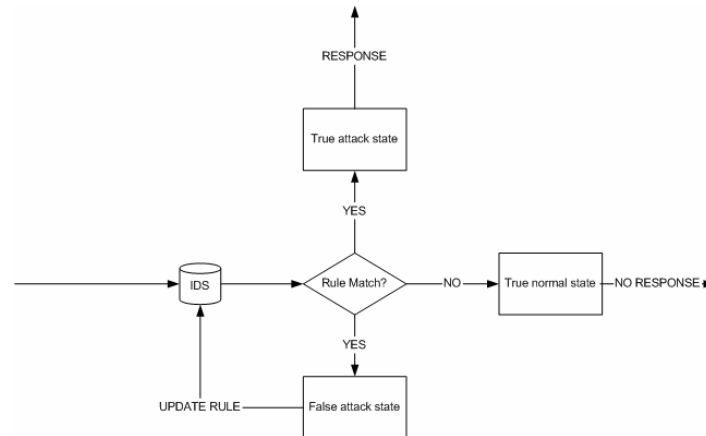 RESPONSE
True attack state
YES
IDS
Rule Match?
NO
True normal state
NO RESPONSE
YES
UPDATE RULE
False attack state